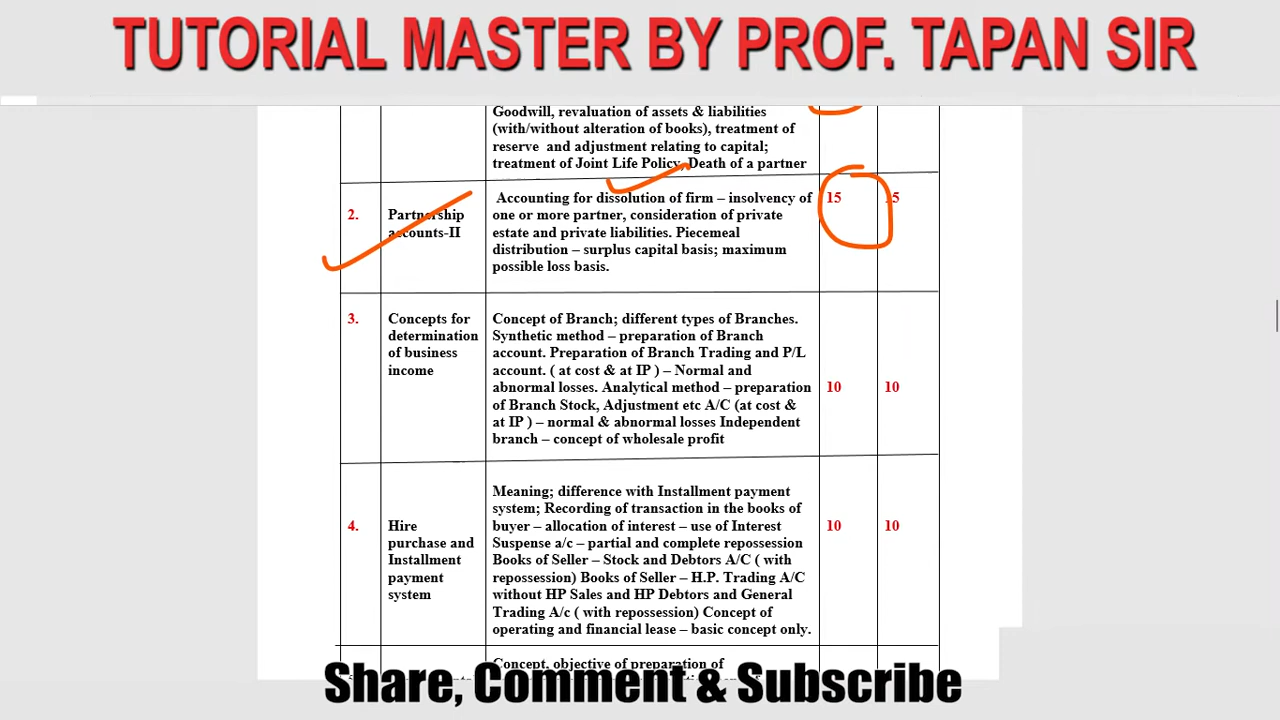 TUTORIAL MASTER BY PROF. TAPAN SIR
Goodwill, revaluation of assets & liabilities
(with/without alteration of books), treatment of
reserve and adjustment relating to capital;
treatment of Joint Life Policy, Death of a partner
2.
Partnership
accounts-II
Accounting for dissolution of firm – insolvency of
one or more partner, consideration of private
estate and private liabilities. Piecemeal
distribution – surplus capital basis; maximum
possible loss basis.
15
15
3.
Concepts for
determination
of business
income
Concept of Branch; different types of Branches.
Synthetic method – preparation of Branch
account. Preparation of Branch Trading and P/L
account. ( at cost & at IP ) – Normal and
abnormal losses. Analytical method – preparation
of Branch Stock, Adjustment etc A/C (at cost &
at IP ) – normal & abnormal losses Independent
branch – concept of wholesale profit
10
10
4.
Hire
purchase and
Installment
payment
system
Meaning; difference with Installment payment
system; Recording of transaction in the books of
buyer – allocation of interest – use of Interest
Suspense a/c – partial and complete repossession
Books of Seller – Stock and Debtors A/C ( with
repossession) Books of Seller – H.P. Trading A/C
without HP Sales and HP Debtors and General
Trading A/c ( with repossession) Concept of
operating and financial lease – basic concept only.
10
10
Concept, objective of preparation of
Share, Comment & Subscribe